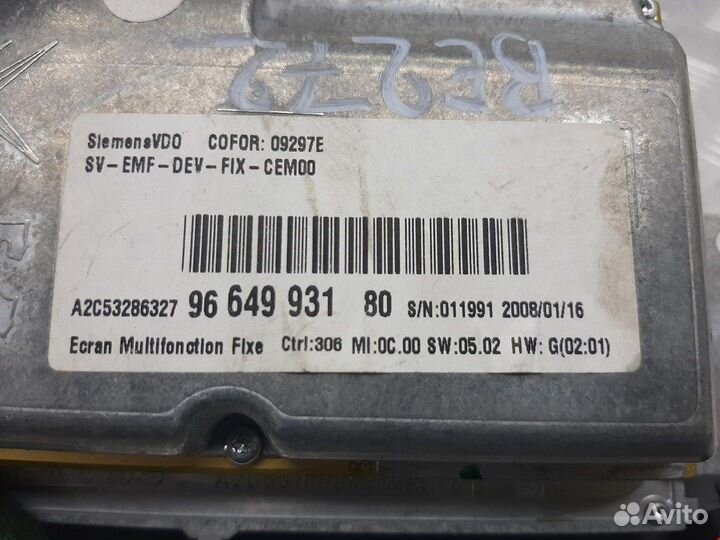 BE272
SiemensVDO COFOR: 09297E
SV-EMF-DEV-FIX-CEM00
A2C53286327 96 649 931 80 S/N:011991 2008/01/16
Ecran Multifonction Fixe Ctrl:306 MI:0C.00 SW:05.02 HW: G(02:01)
Avito